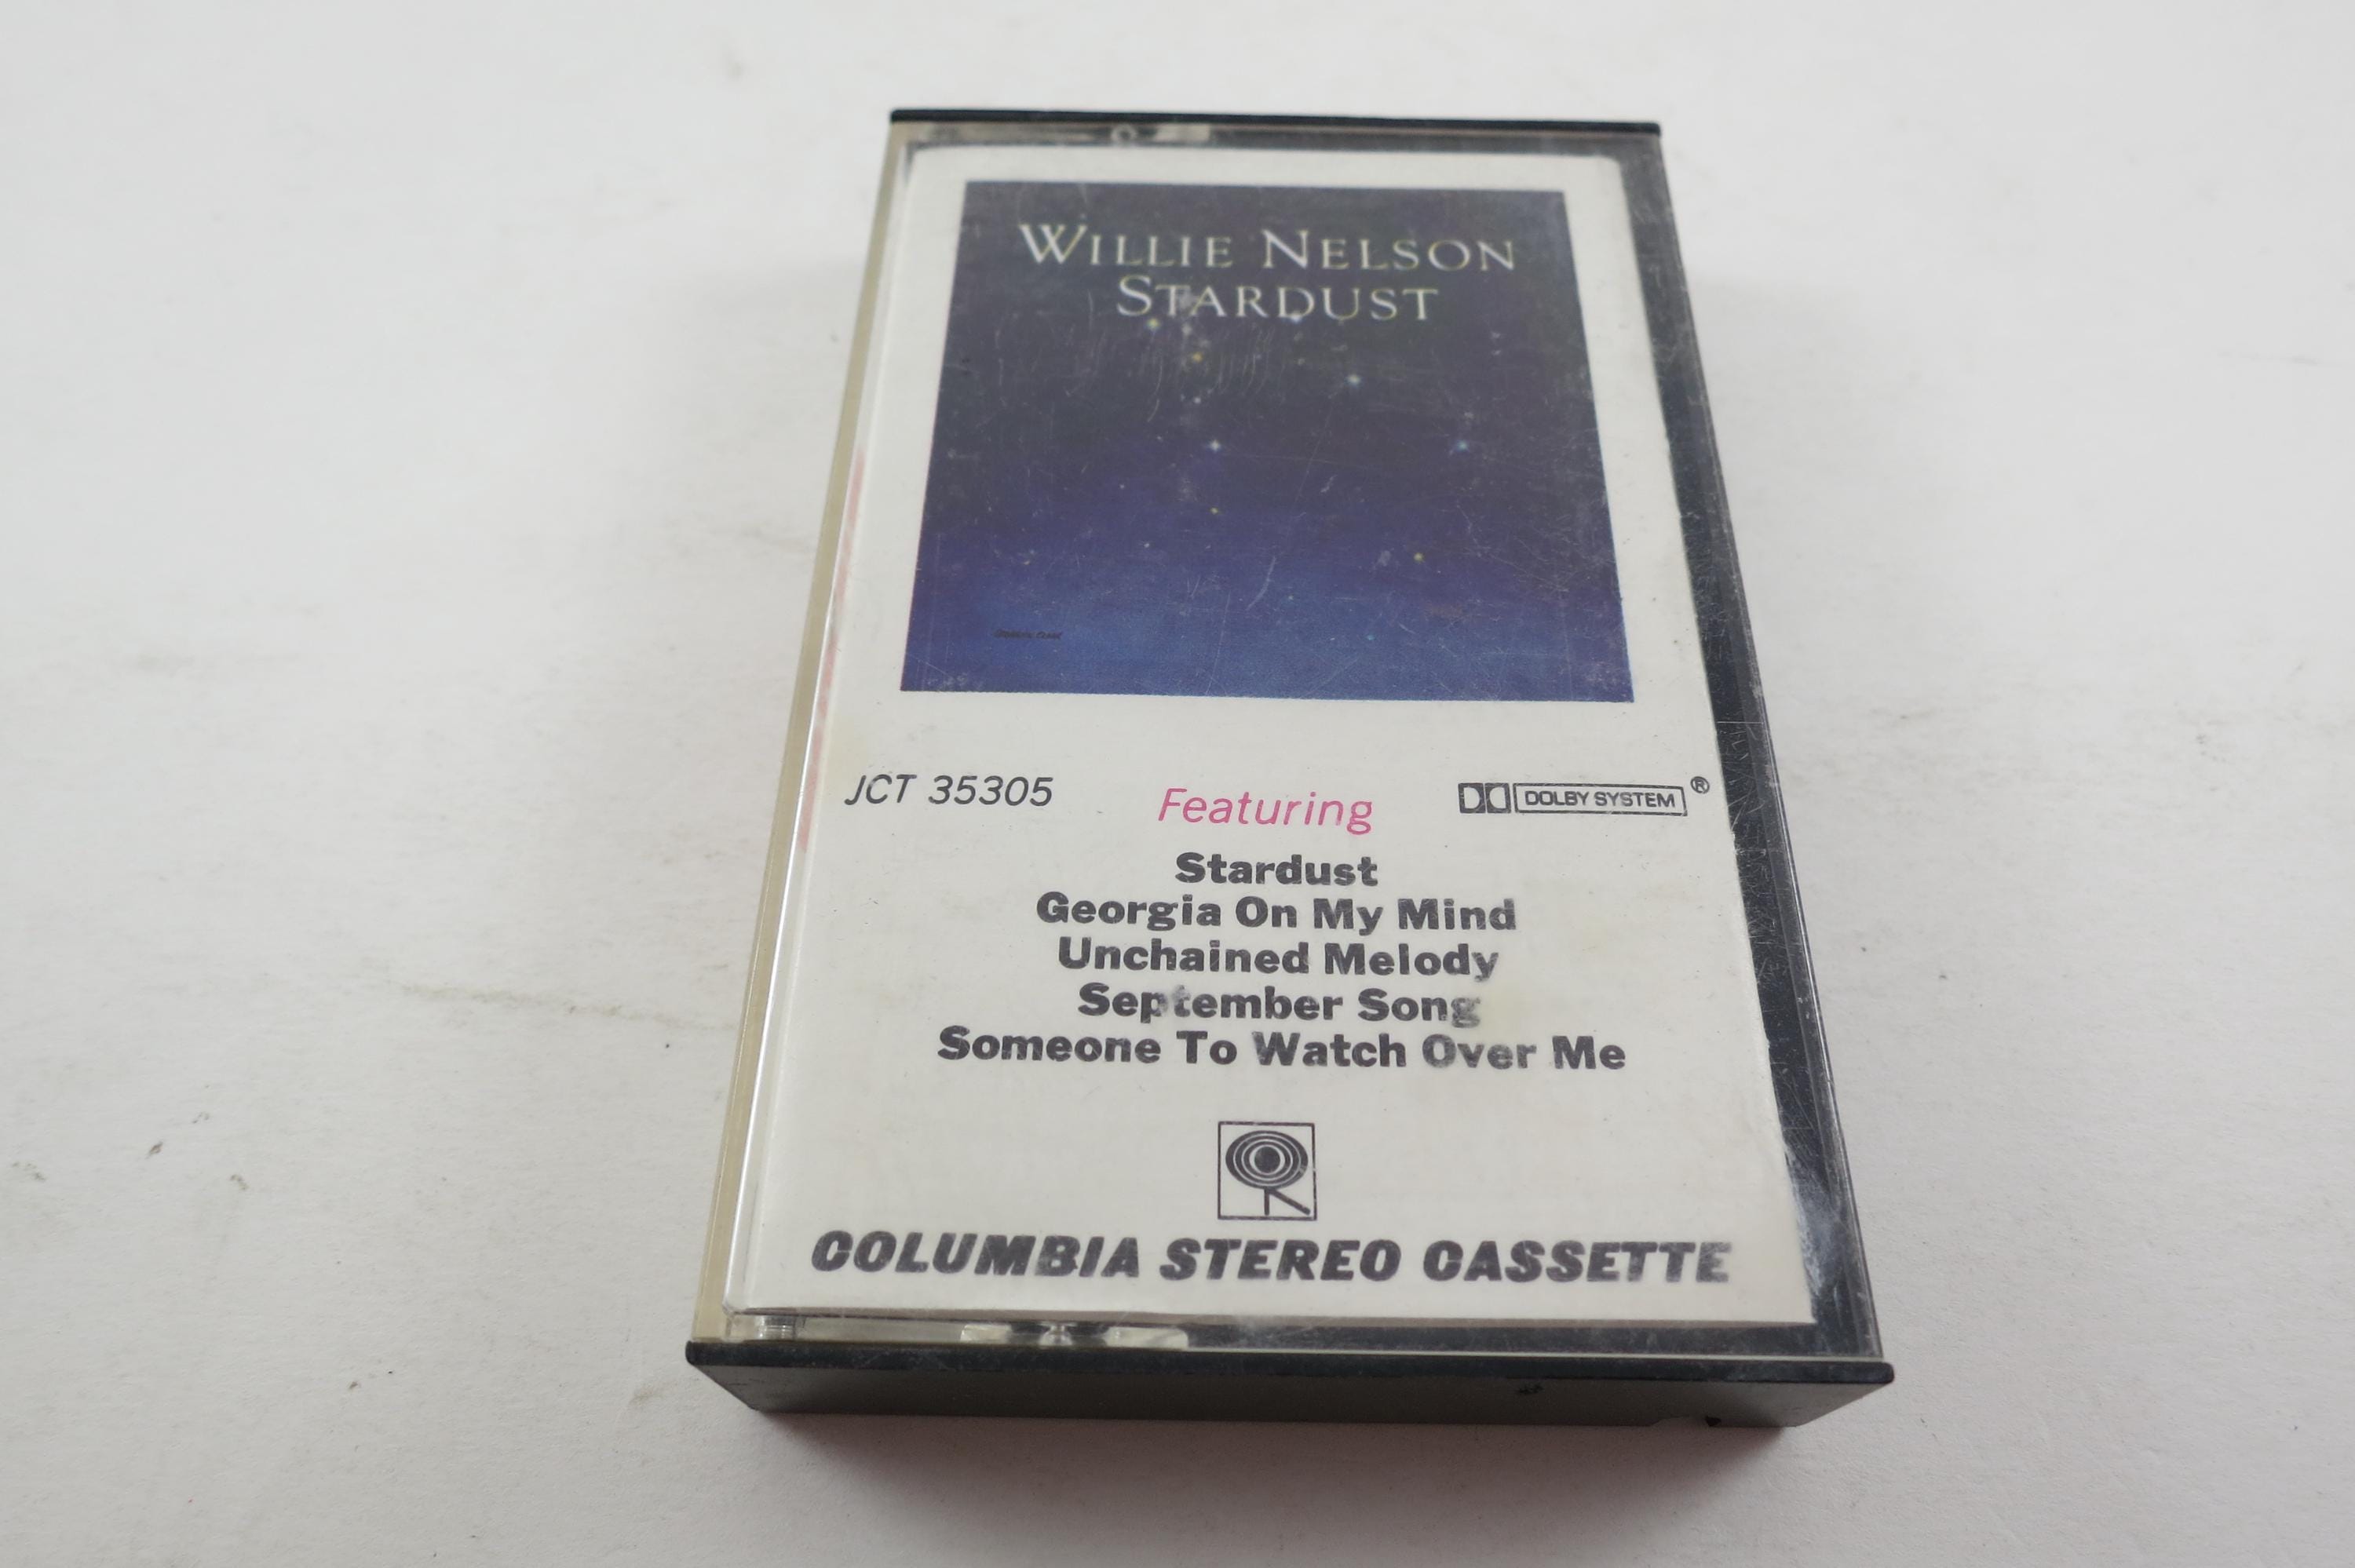 WILLIE NELSON
STARDUST
JCT 35305
Featuring
DOLBY SYSTEM ®
Stardust
Georgia On My Mind
Unchained Melody
September Song
Someone To Watch Over Me
COLUMBIA STEREO CASSETTE